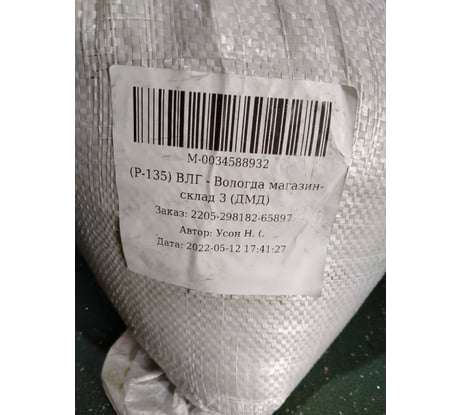 М-0034588932
(Р-135) ВЛГ - Вологда магазин-
склад 3 (ДМД)
Заказ: 2205-298182-65897
Автор: Усон Н. (.
Дата: 2022-05-12 17:41:27